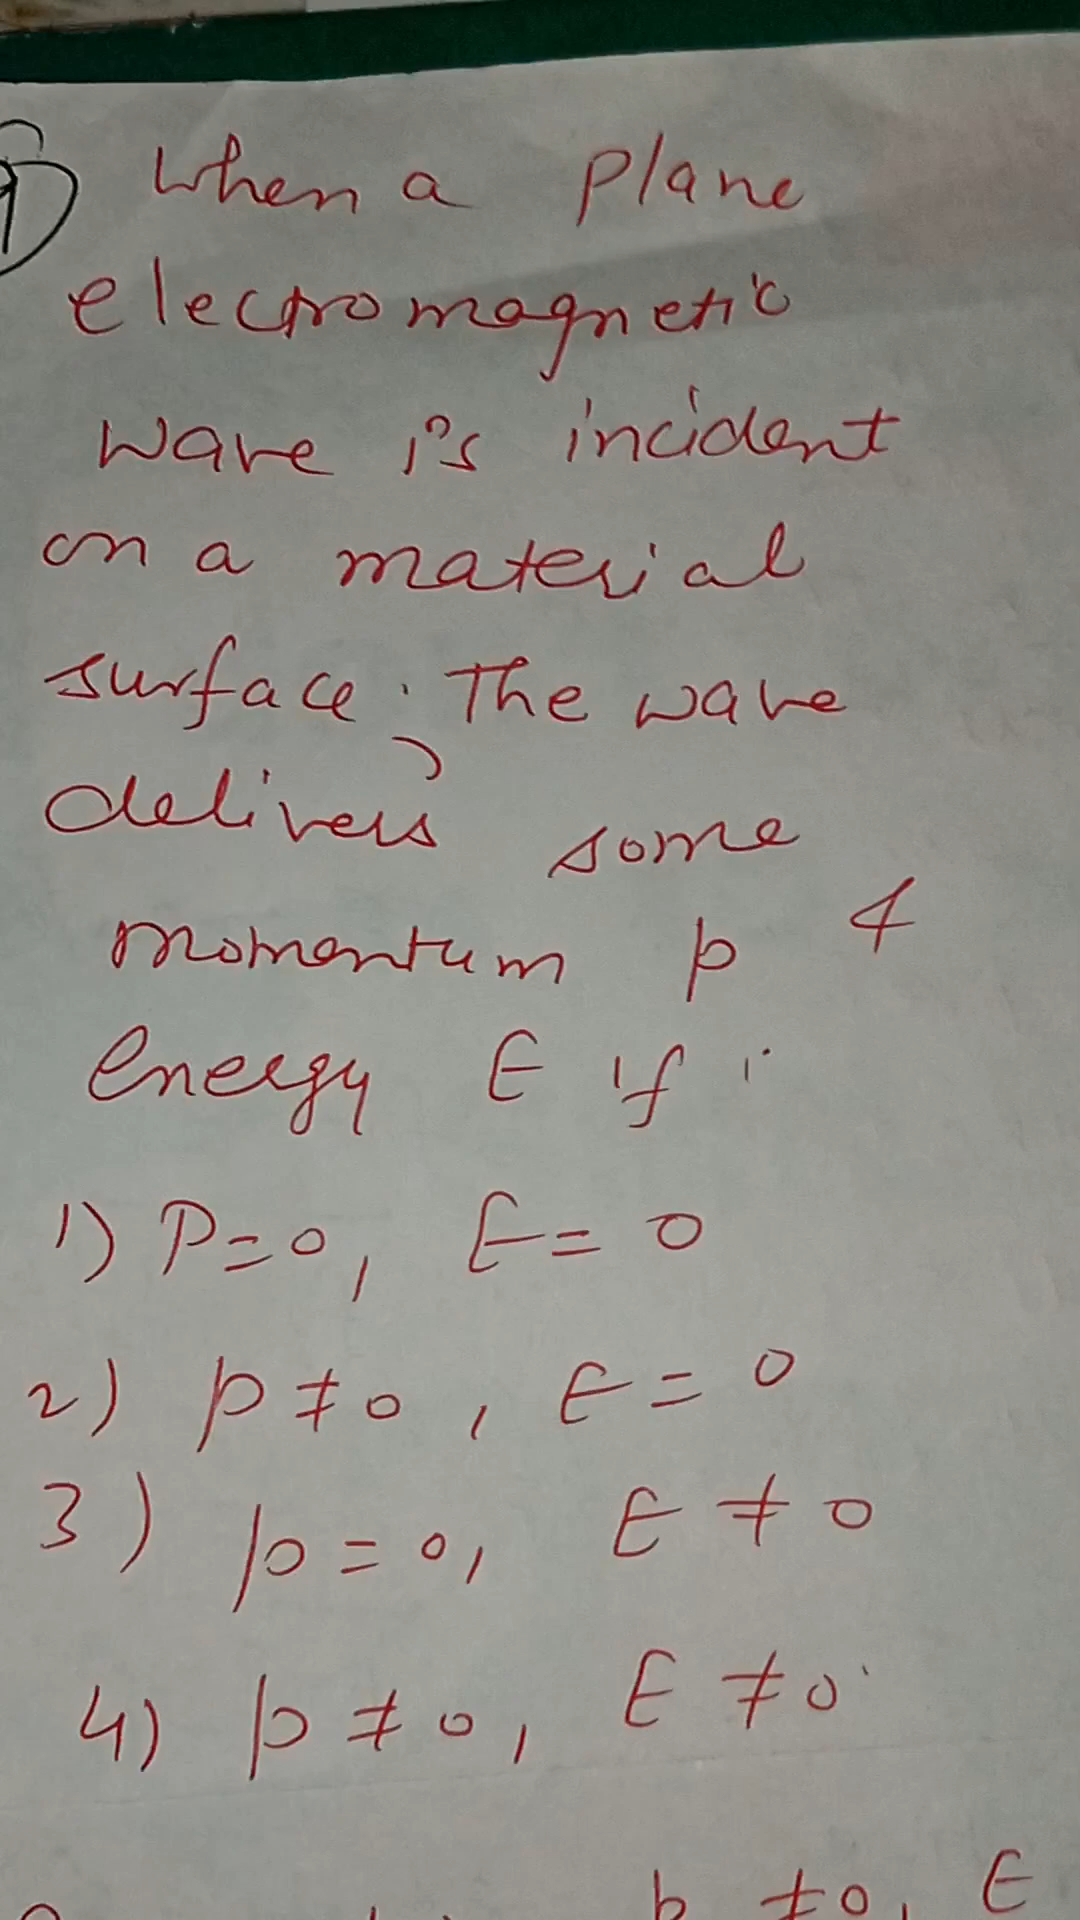 When a plane
electromagnetic
wave is incident
on a material
surface. The wave
delivers some
momentum p &
Energy E if :
1) P=0, E=0
2) p≠0, E=0
3) p=0, E≠0
4) p≠0, E≠0
p≠0, E